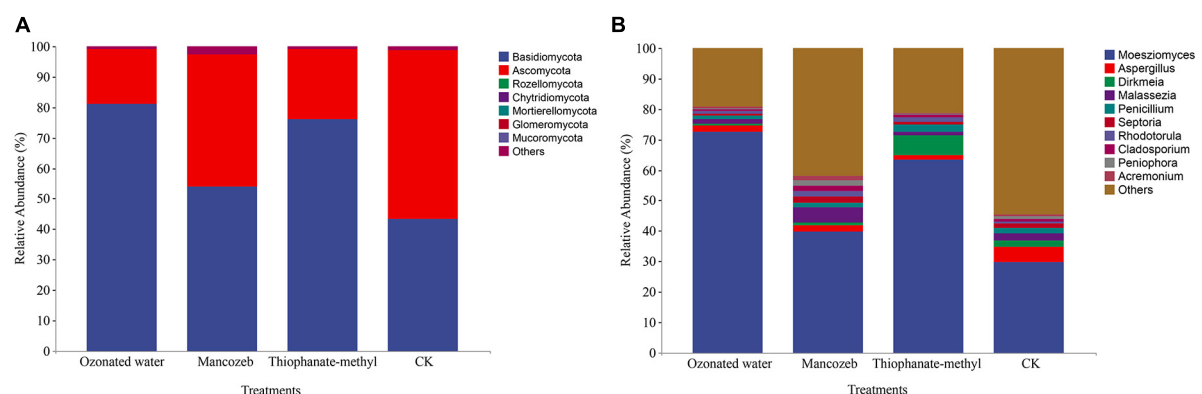 A
Relative Abundance (%)
100
90
80
70
60
50
40
30
20
10
0
Ozonated water Mancozeb Thiophanate-methyl CK
Treatments
Basidiomycota
Ascomycota
Rozellomycota
Chytridiomycota
Mortierellomycota
Glomeromycota
Mucoromycota
Others
B
Relative Abundance (%)
100
90
80
70
60
50
40
30
20
10
0
Ozonated water Mancozeb Thiophanate-methyl CK
Treatments
Moesziomyces
Aspergillus
Dirkmeia
Malassezia
Penicillium
Septoria
Rhodotorula
Cladosporium
Peniophora
Acremonium
Others